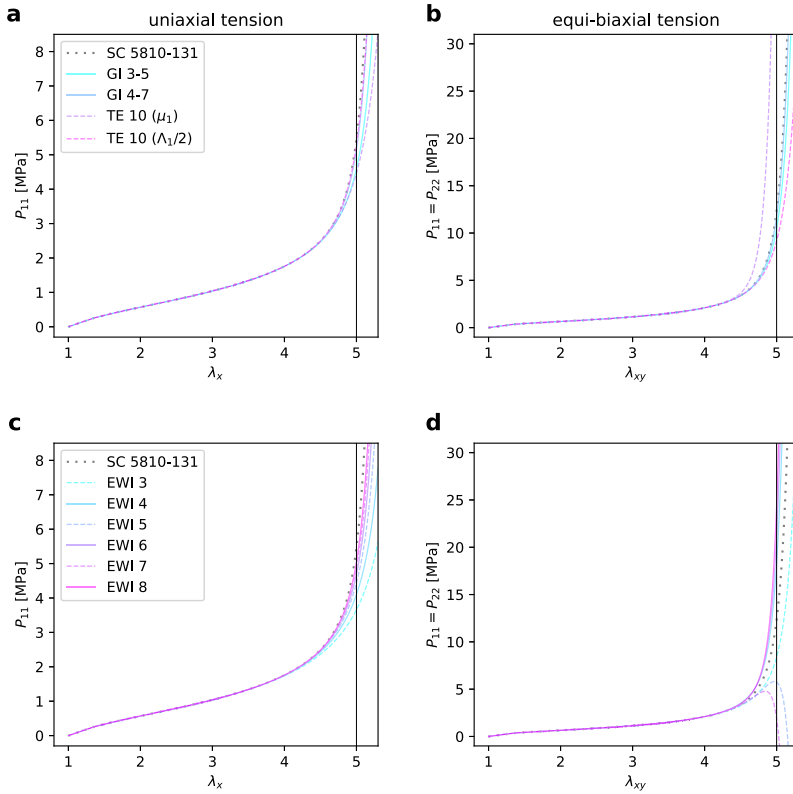 a
uniaxial tension
8
7
6
5
4
3
2
1
0
P₁₁ [MPa]
SC 5810-131
GI 3-5
GI 4-7
TE 10 (μ₁)
TE 10 (Λ₁/2)
1 2 3 4 5
λₓ
b
equi-biaxial tension
30
25
20
15
10
5
0
P₁₁ = P₂₂ [MPa]
1 2 3 4 5
λₓᵧ
c
8
7
6
5
4
3
2
1
0
P₁₁ [MPa]
SC 5810-131
EWI 3
EWI 4
EWI 5
EWI 6
EWI 7
EWI 8
1 2 3 4 5
λₓ
d
30
25
20
15
10
5
0
P₁₁ = P₂₂ [MPa]
1 2 3 4 5
λₓᵧ